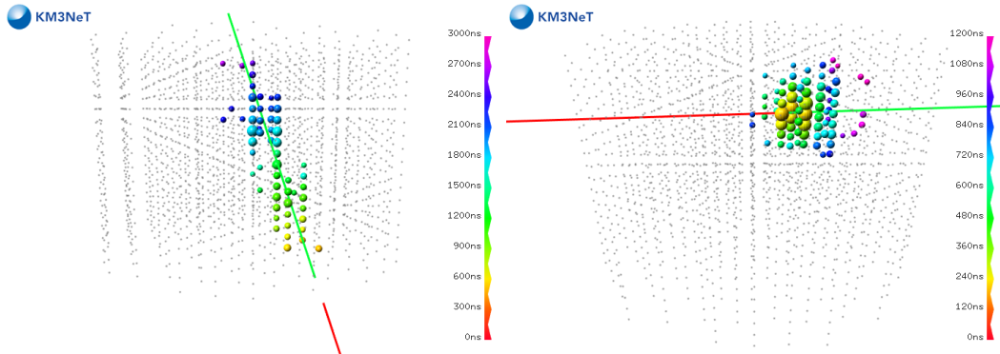 KM3NeT
3000ns
2700ns
2400ns
2100ns
1800ns
1500ns
1200ns
900ns
600ns
300ns
0ns
KM3NeT
1200ns
1080ns
960ns
840ns
720ns
600ns
480ns
360ns
240ns
120ns
0ns